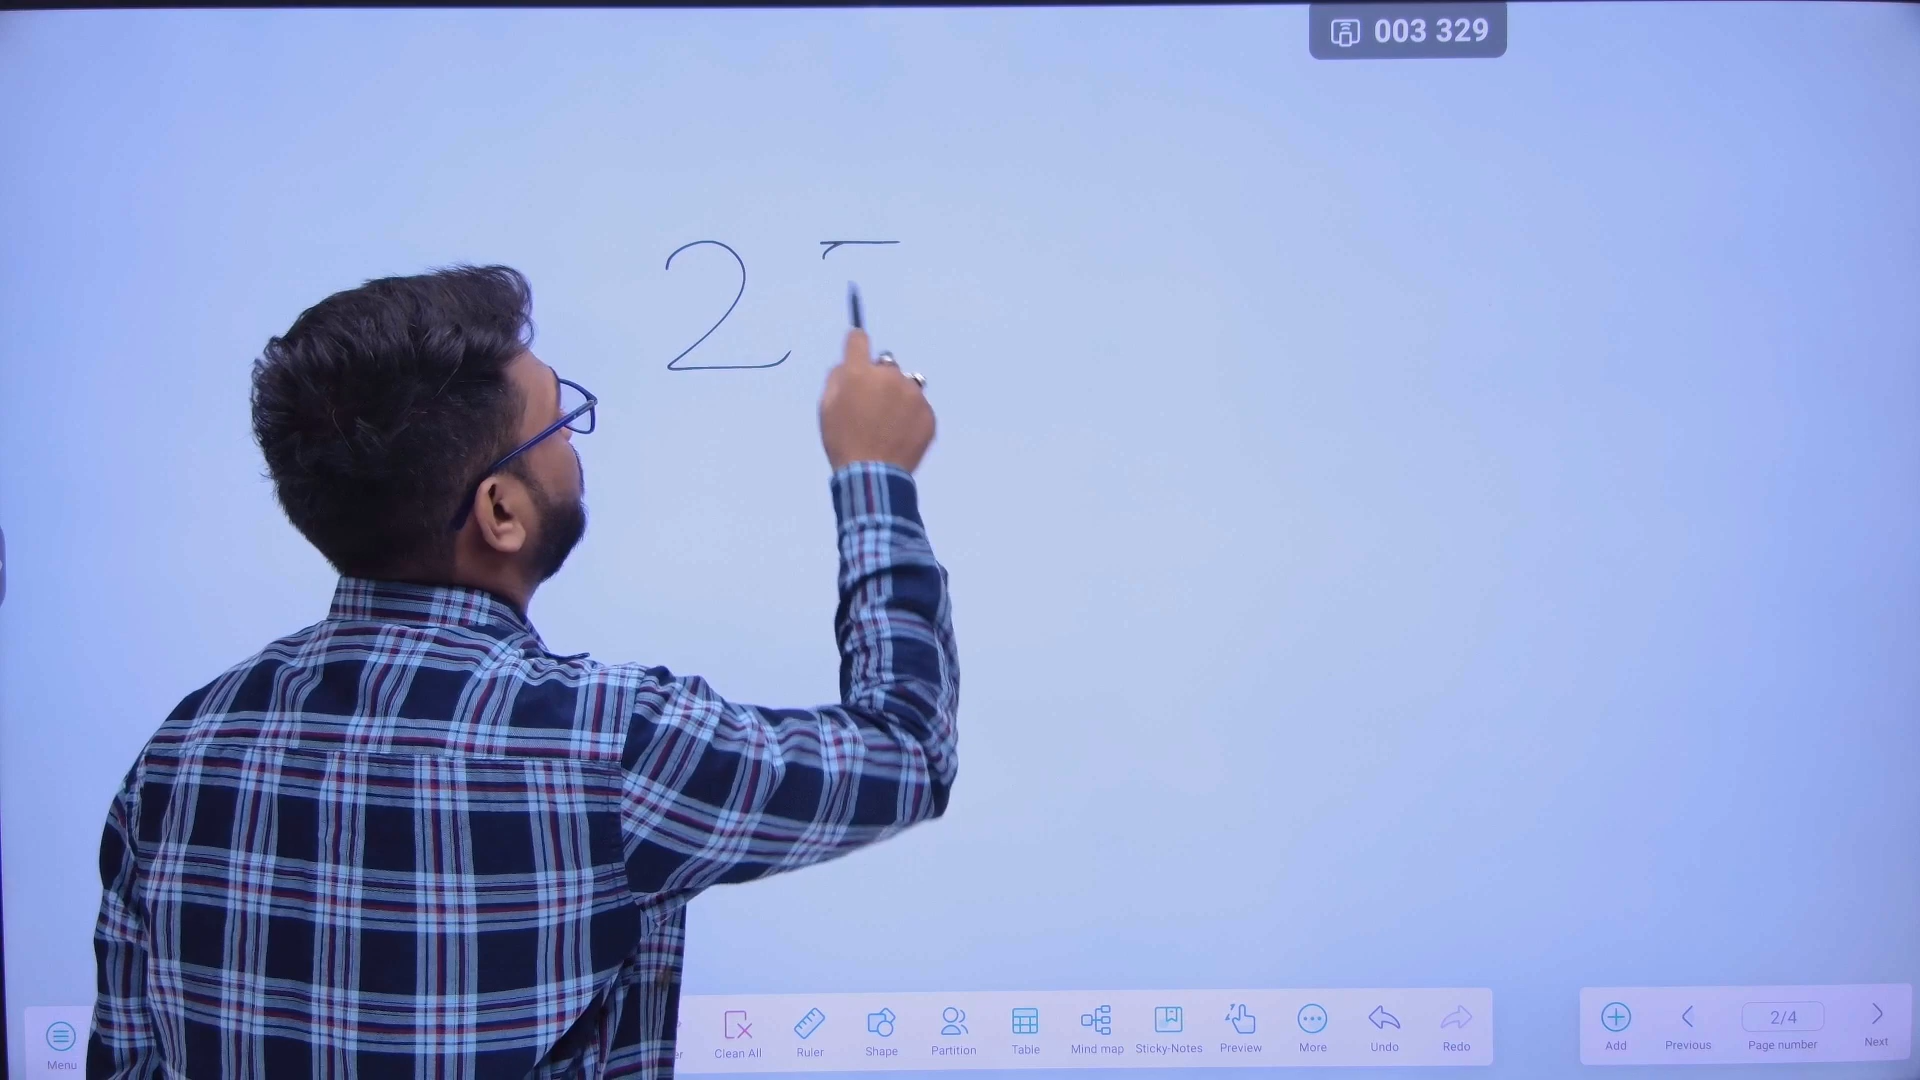 003 329
2
Menu
Clean All
Ruler
Shape
Partition
Table
Mind map
Sticky-Notes
Preview
More
Undo
Redo
Add
Previous
2/4
Page number
Next